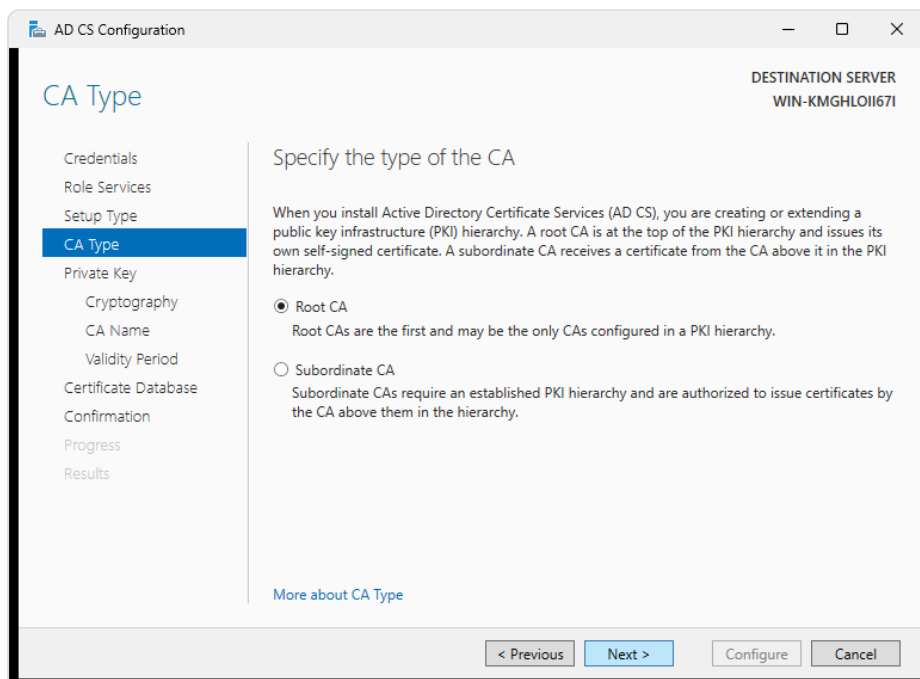 AD CS Configuration
CA Type
DESTINATION SERVER
WIN-KMGHLOII67I
Credentials
Role Services
Setup Type
CA Type
Private Key
Cryptography
CA Name
Validity Period
Certificate Database
Confirmation
Progress
Results
Specify the type of the CA
When you install Active Directory Certificate Services (AD CS), you are creating or extending a
public key infrastructure (PKI) hierarchy. A root CA is at the top of the PKI hierarchy and issues its
own self-signed certificate. A subordinate CA receives a certificate from the CA above it in the PKI
hierarchy.
Root CA
Root CAs are the first and may be the only CAs configured in a PKI hierarchy.
Subordinate CA
Subordinate CAs require an established PKI hierarchy and are authorized to issue certificates by
the CA above them in the hierarchy.
More about CA Type
< Previous
Next >
Configure
Cancel